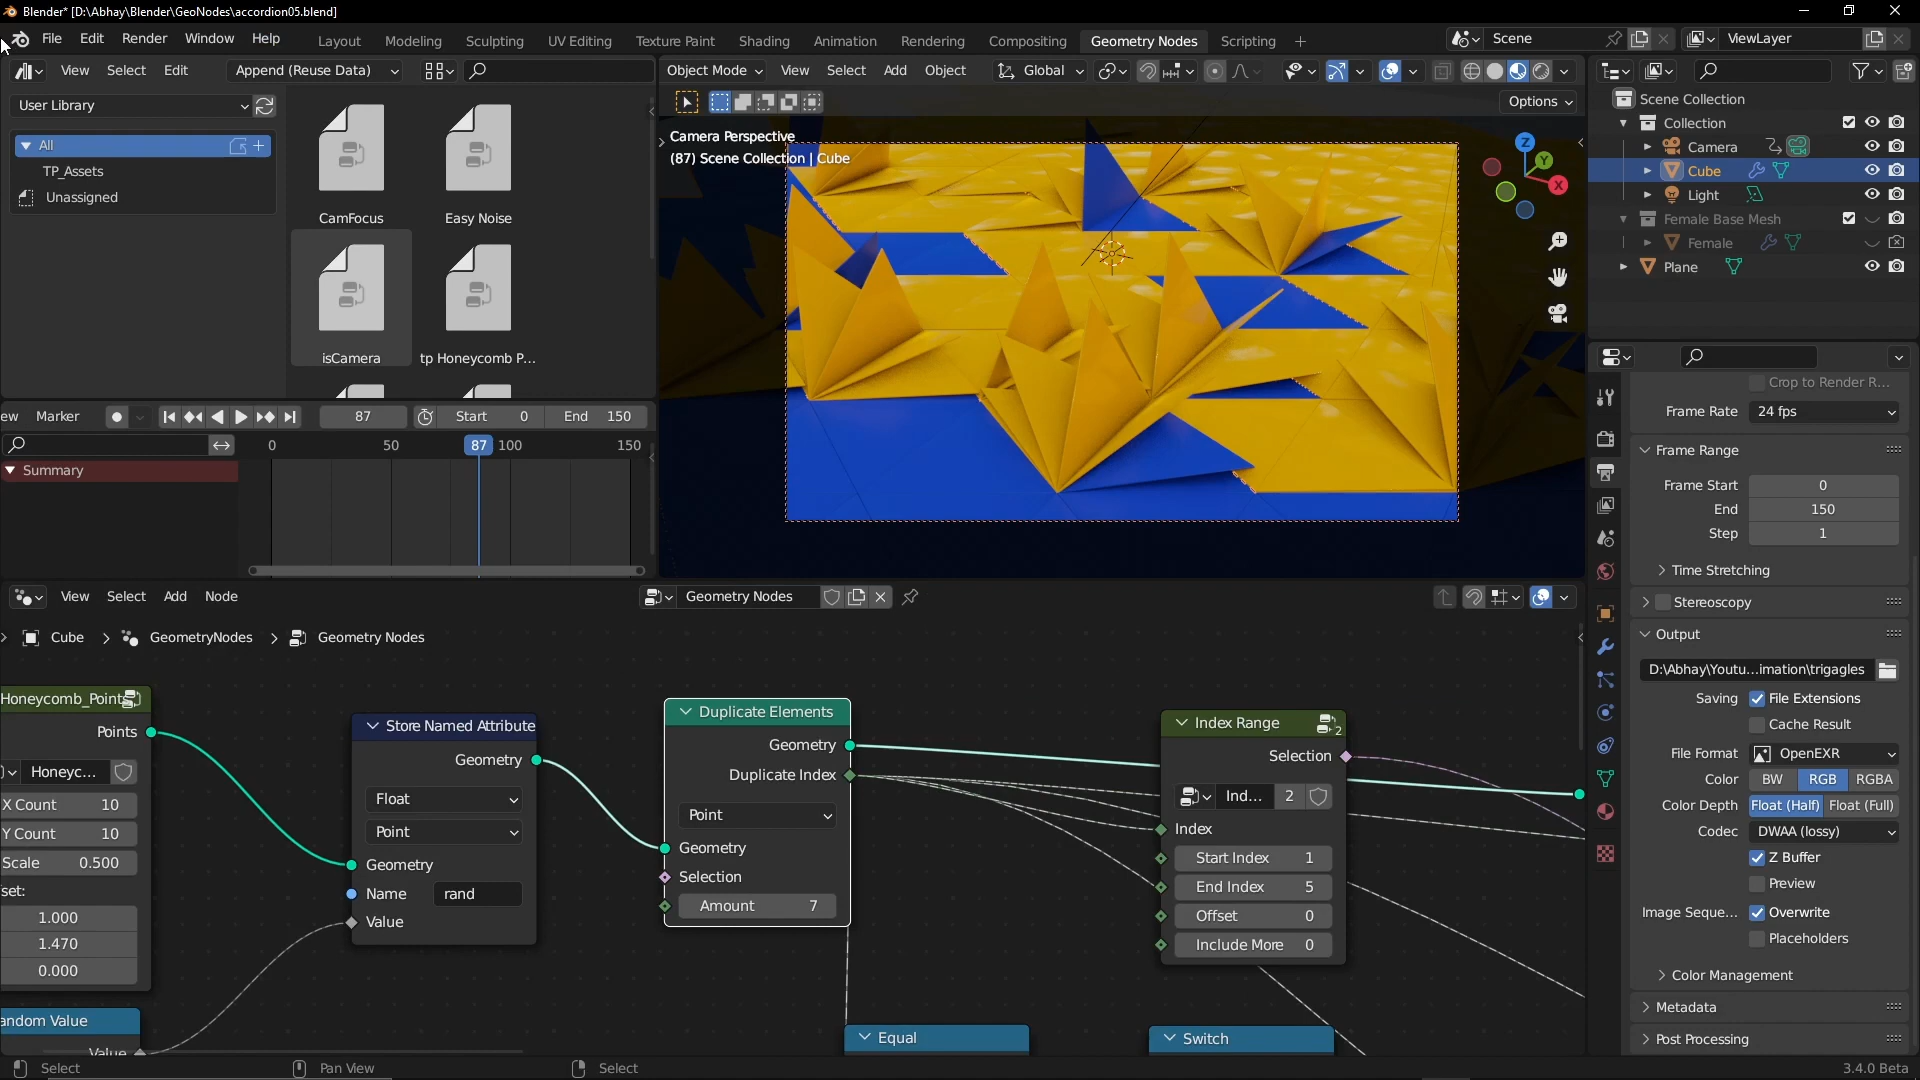 Blender* [D:\Abhay\Blender\GeoNodes\accordion05.blend]
File Edit Render Window Help
Layout Modeling Sculpting UV Editing Texture Paint Shading Animation Rendering Compositing Geometry Nodes Scripting +
Scene
ViewLayer
View Select Edit Append (Reuse Data)
User Library
All
TP_Assets
Unassigned
CamFocus
Easy Noise
isCamera
tp Honeycomb P...
ew Marker
87
Start 0
End 150
0 50 87 100 150
Summary
Object Mode View Select Add Object Global
Options
Camera Perspective
(87) Scene Collection | Cube
Z
Y
X
Scene Collection
Collection
Camera
Cube
Light
Female Base Mesh
Female
Plane
Crop to Render R...
Frame Rate 24 fps
Frame Range
Frame Start 0
End 150
Step 1
Time Stretching
Stereoscopy
Output
D:\Abhay\Youtu...imation\trigagles
Saving File Extensions
Cache Result
File Format OpenEXR
Color BW RGB RGBA
Color Depth Float (Half) Float (Full)
Codec DWAA (lossy)
Z Buffer
Preview
Image Seque... Overwrite
Placeholders
Color Management
Metadata
Post Processing
View Select Add Node
Geometry Nodes
Cube > GeometryNodes > Geometry Nodes
Honeycomb_Points
Points
Honeyc...
X Count 10
Y Count 10
Scale 0.500
set:
1.000
1.470
0.000
andom Value
Value
Store Named Attribute
Geometry
Float
Point
Geometry
Name rand
Value
Duplicate Elements
Geometry
Duplicate Index
Point
Geometry
Selection
Amount 7
Index Range
2
Selection
Ind... 2
Index
Start Index 1
End Index 5
Offset 0
Include More 0
Equal
Switch
Select
Pan View
Select
3.4.0 Beta